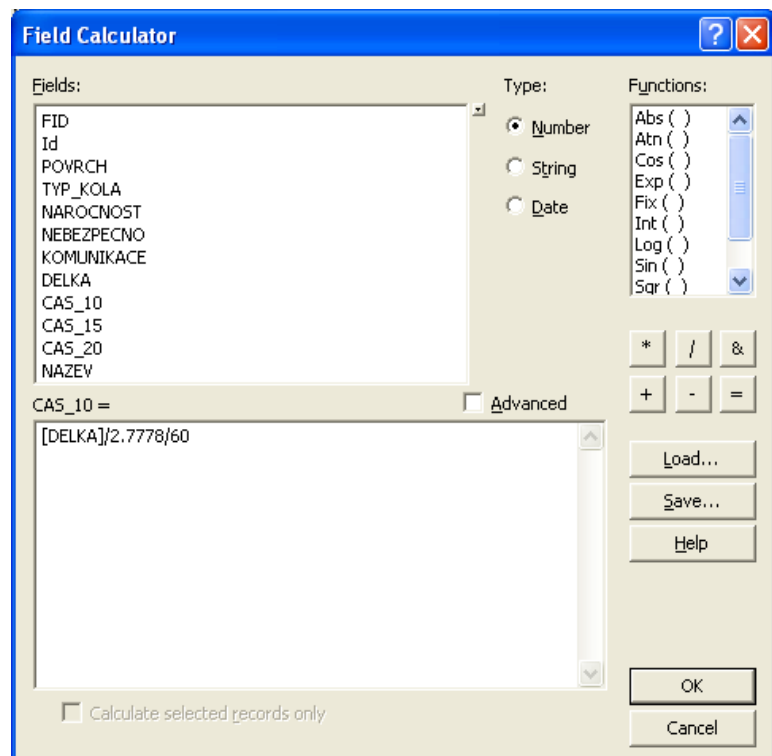 Field Calculator
Fields:
FID
Id
POVRCH
TYP_KOLA
NAROCNOST
NEBEZPECNO
KOMUNIKACE
DELKA
CAS_10
CAS_15
CAS_20
NAZEV
Type:
Number
String
Date
Functions:
Abs ( )
Atn ( )
Cos ( )
Exp ( )
Fix ( )
Int ( )
Log ( )
Sin ( )
Sqr ( )
* / &
+ - =
CAS_10 =
Advanced
[DELKA]/2.7778/60
Load...
Save...
Help
Calculate selected records only
OK
Cancel